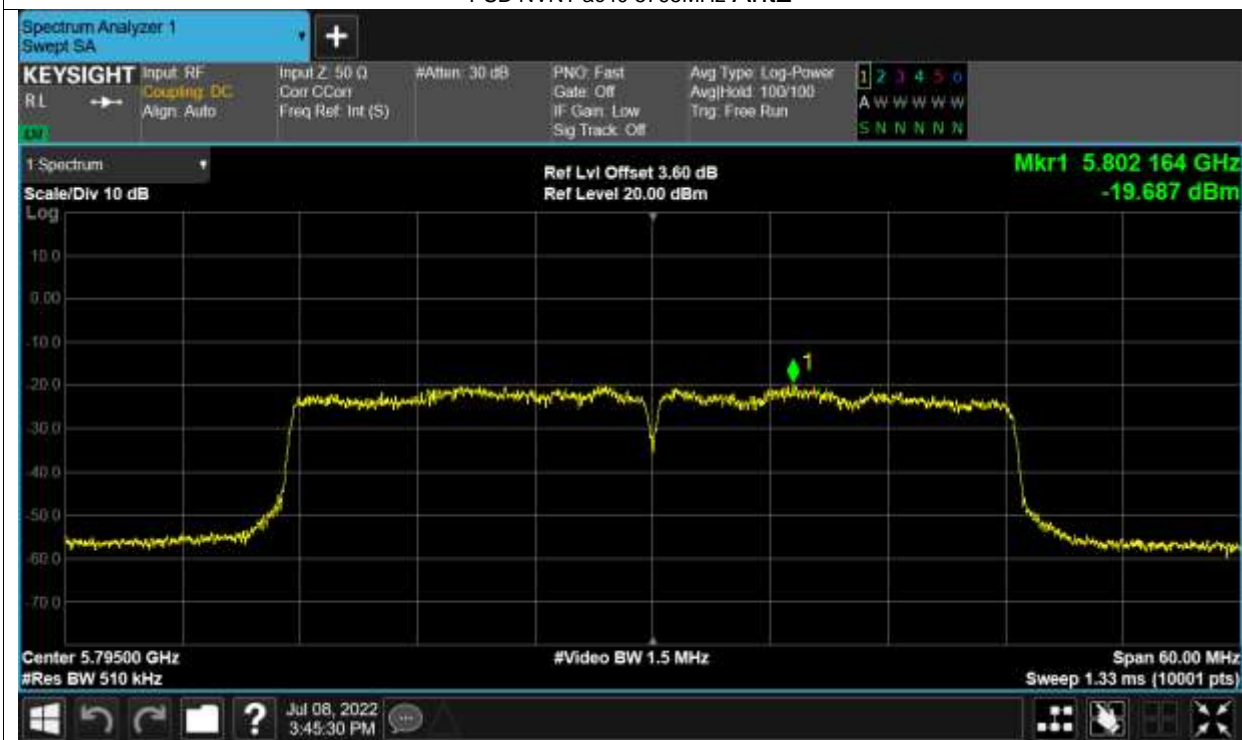 Spectrum Analyzer 1
Swept SA
+
KEYSIGHT
RL
Input: RF
Coupling: DC
Align: Auto
Input Z: 50 Ω
Corr CCorr
Freq Ref: Int (S)
#Atten: 30 dB
PNO: Fast
Gate: Off
IF Gain: Low
Sig Track: Off
Avg Type: Log-Power
Avg|Hold: 100/100
Trig: Free Run
1 2 3 4 5 6
A W W W W W
S N N N N N
1 Spectrum
Scale/Div 10 dB
Log
Ref Lvl Offset 3.60 dB
Ref Level 20.00 dBm
Mkr1 5.802 164 GHz
-19.687 dBm
10.0
0.00
-10.0
-20.0
-30.0
-40.0
-50.0
-60.0
-70.0
1
Center 5.79500 GHz
#Res BW 510 kHz
#Video BW 1.5 MHz
Span 60.00 MHz
Sweep 1.33 ms (10001 pts)
?
Jul 08, 2022
3:45:30 PM